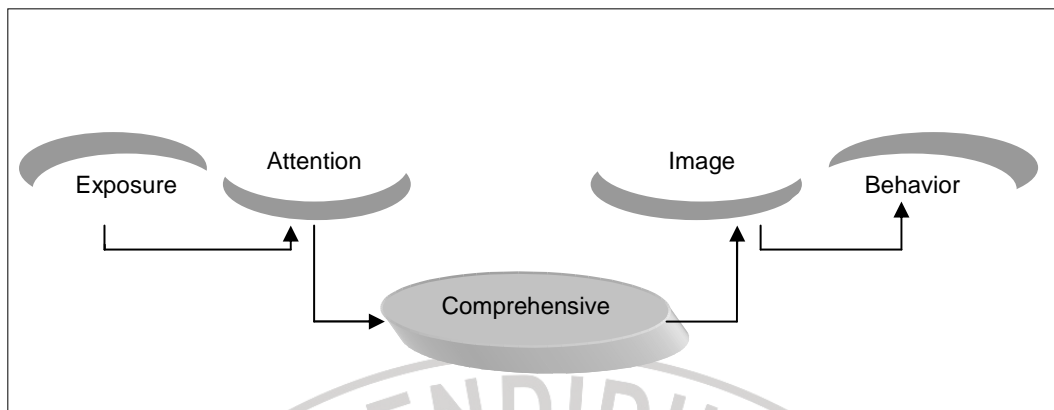 Exposure
Attention
Comprehensive
Image
Behavior